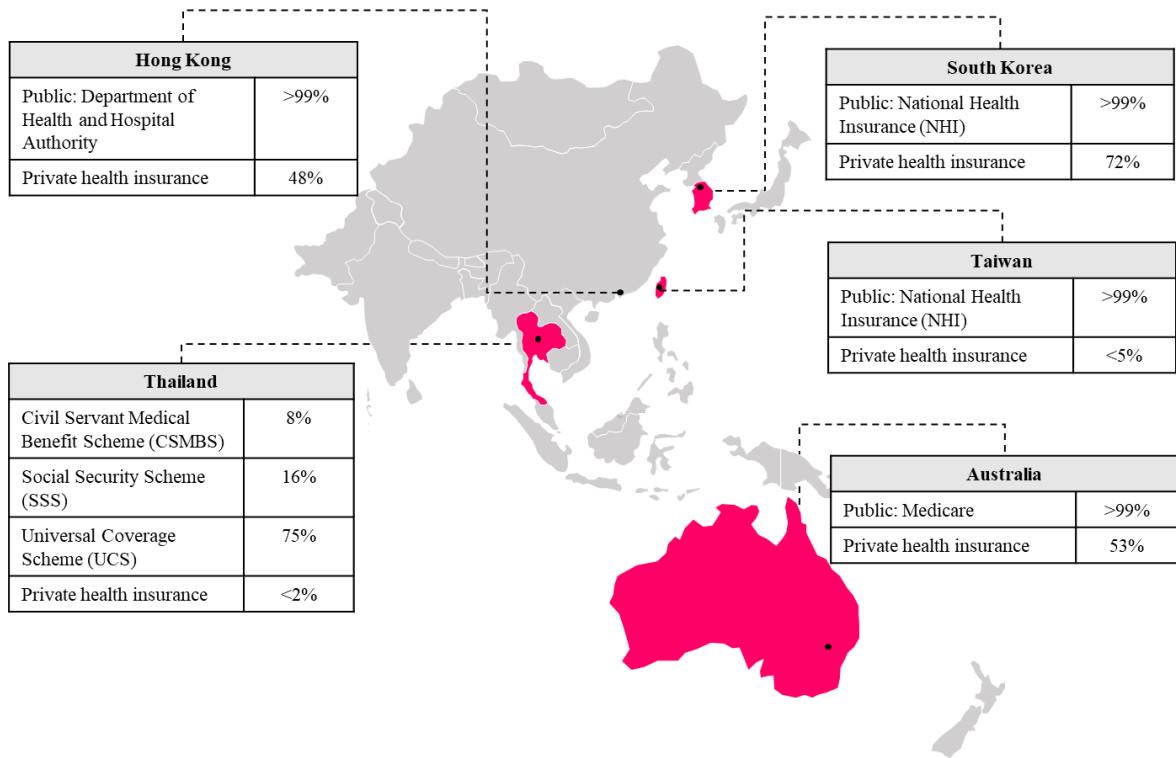 Hong Kong
Public: Department of
Health and Hospital
Authority
>99%
Private health insurance
48%
South Korea
Public: National Health
Insurance (NHI)
>99%
Private health insurance
72%
Taiwan
Public: National Health
Insurance (NHI)
>99%
Private health insurance
<5%
Thailand
Civil Servant Medical
Benefit Scheme (CSMBS)
8%
Social Security Scheme
(SSS)
16%
Universal Coverage
Scheme (UCS)
75%
Private health insurance
<2%
Australia
Public: Medicare
>99%
Private health insurance
53%